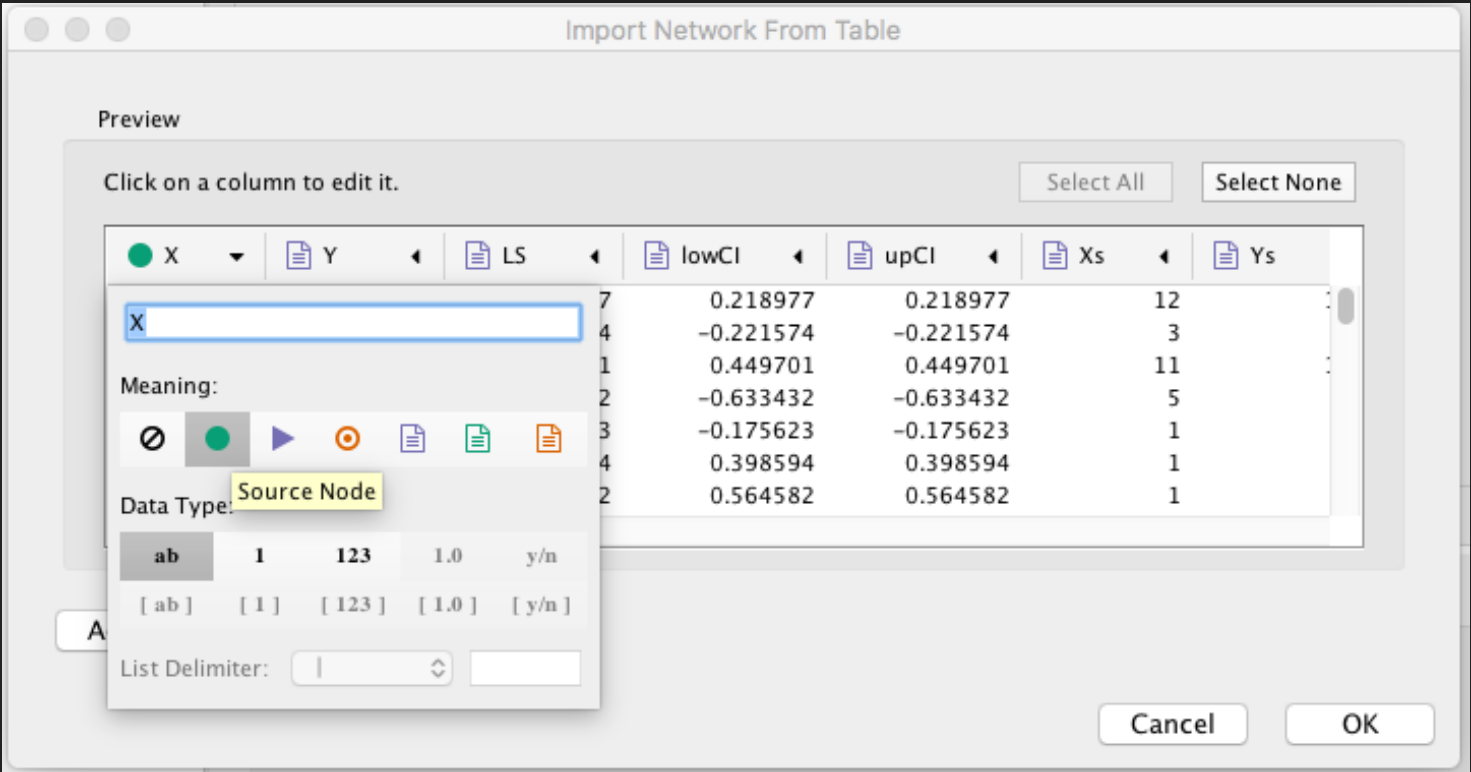 Import Network From Table
Preview
Click on a column to edit it.
Select All
Select None
X Y LS lowCI upCI Xs Ys
X
7 0.218977 0.218977 12
4 -0.221574 -0.221574 3
1 0.449701 0.449701 11
2 -0.633432 -0.633432 5
3 -0.175623 -0.175623 1
4 0.398594 0.398594 1
2 0.564582 0.564582 1
Meaning:
Source Node
Data Type:
ab 1 123 1.0 y/n
[ ab ] [ 1 ] [ 123 ] [ 1.0 ] [ y/n ]
A
List Delimiter: |
Cancel
OK